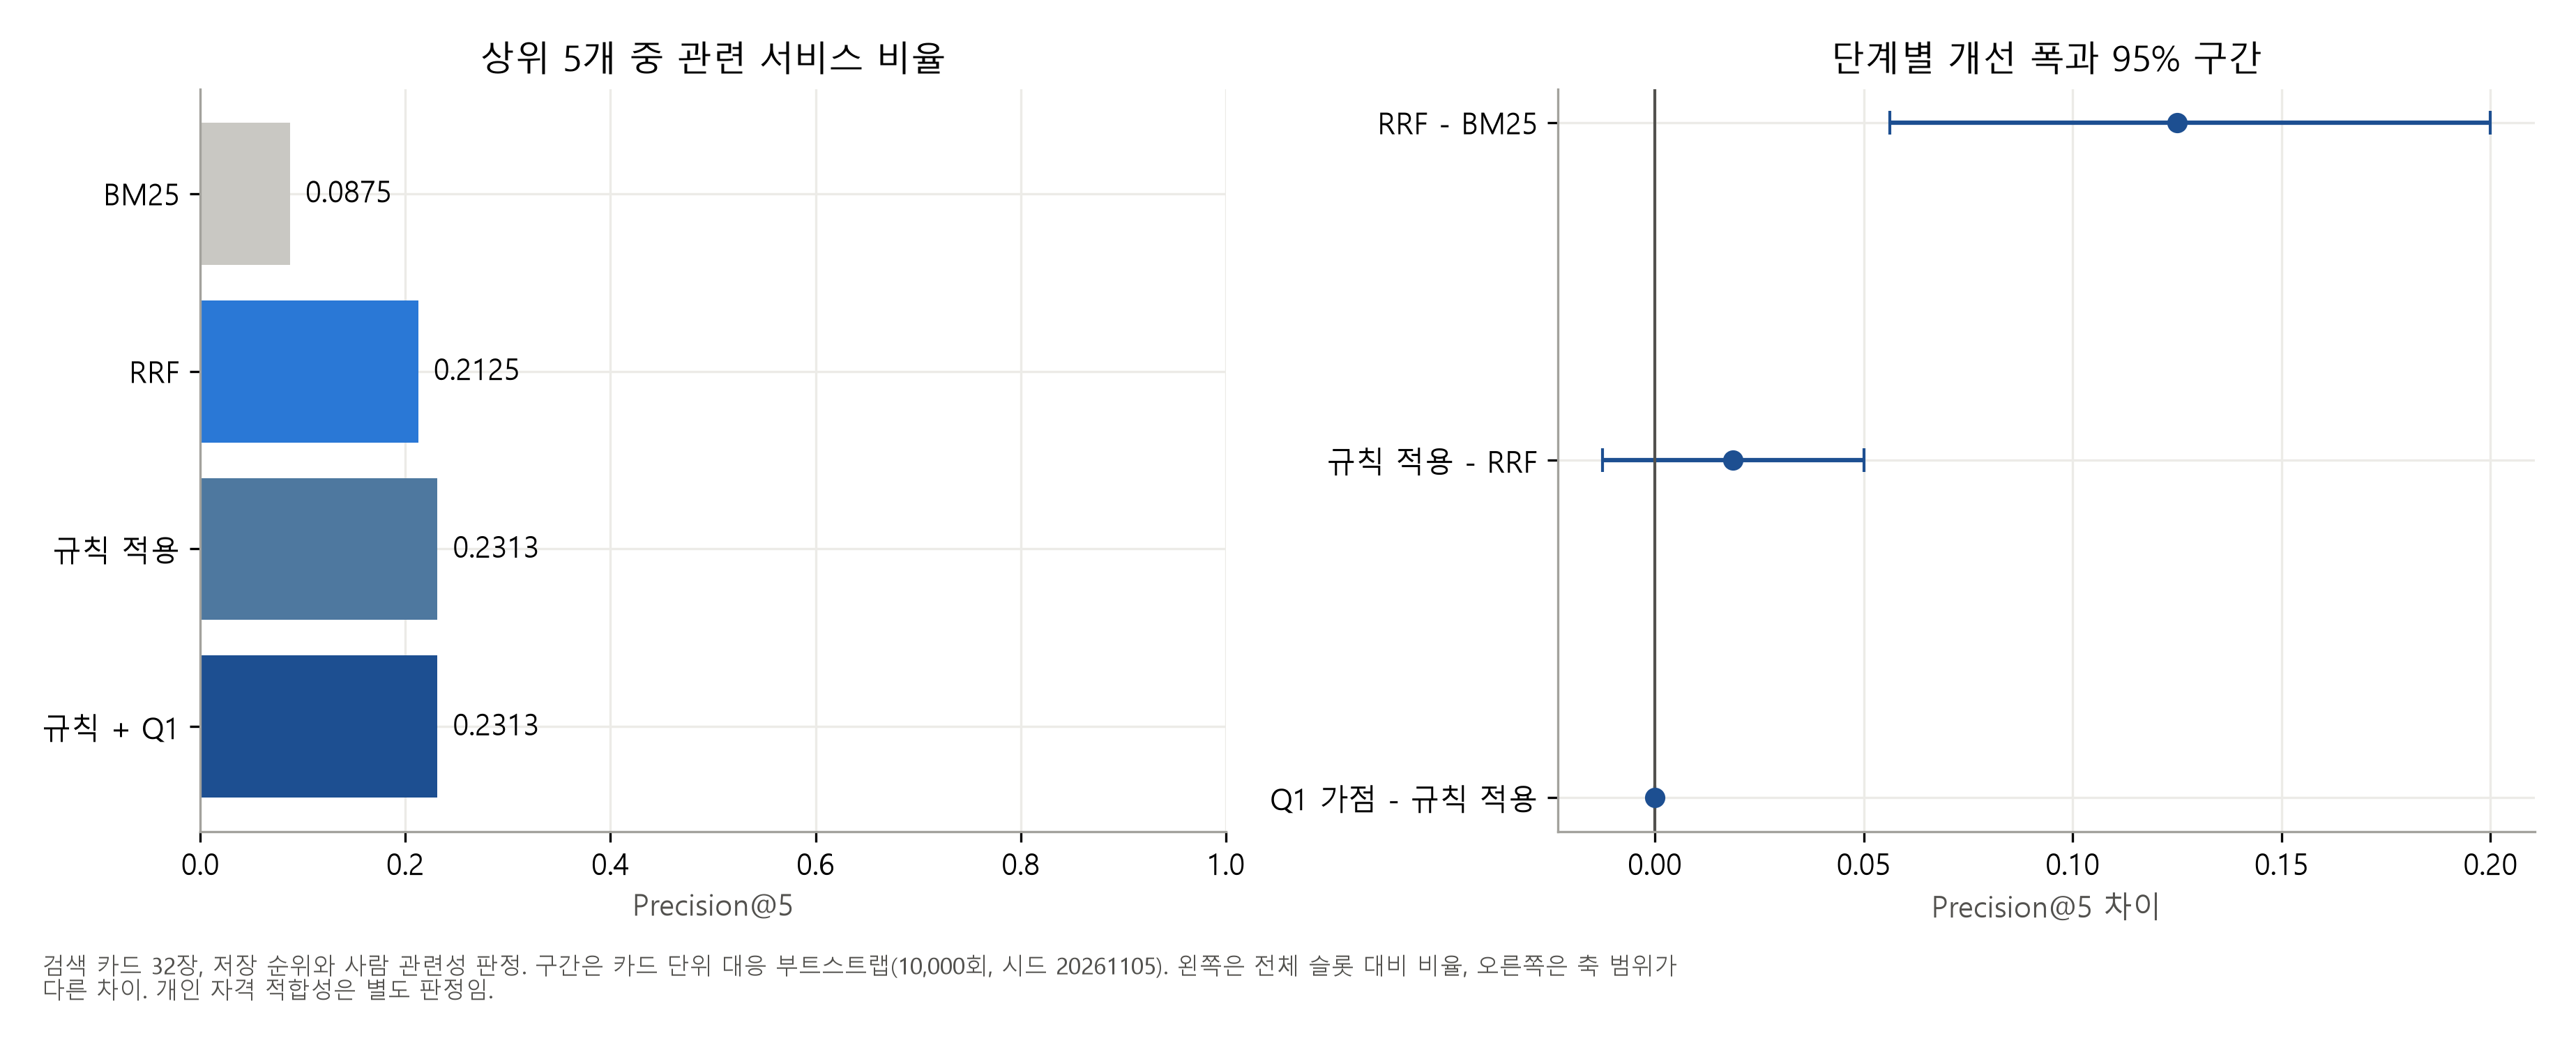 상위 5개 중 관련 서비스 비율
BM25
0.0875
RRF
0.2125
규칙 적용
0.2313
규칙 + Q1
0.2313
0.0 0.2 0.4 0.6 0.8 1.0
Precision@5
단계별 개선 폭과 95% 구간
RRF - BM25
규칙 적용 - RRF
Q1 가점 - 규칙 적용
0.00 0.05 0.10 0.15 0.20
Precision@5 차이
검색 카드 32장, 저장 순위와 사람 관련성 판정. 구간은 카드 단위 대응 부트스트랩(10,000회, 시드 20261105). 왼쪽은 전체 슬롯 대비 비율, 오른쪽은 축 범위가
다른 차이. 개인 자격 적합성은 별도 판정임.